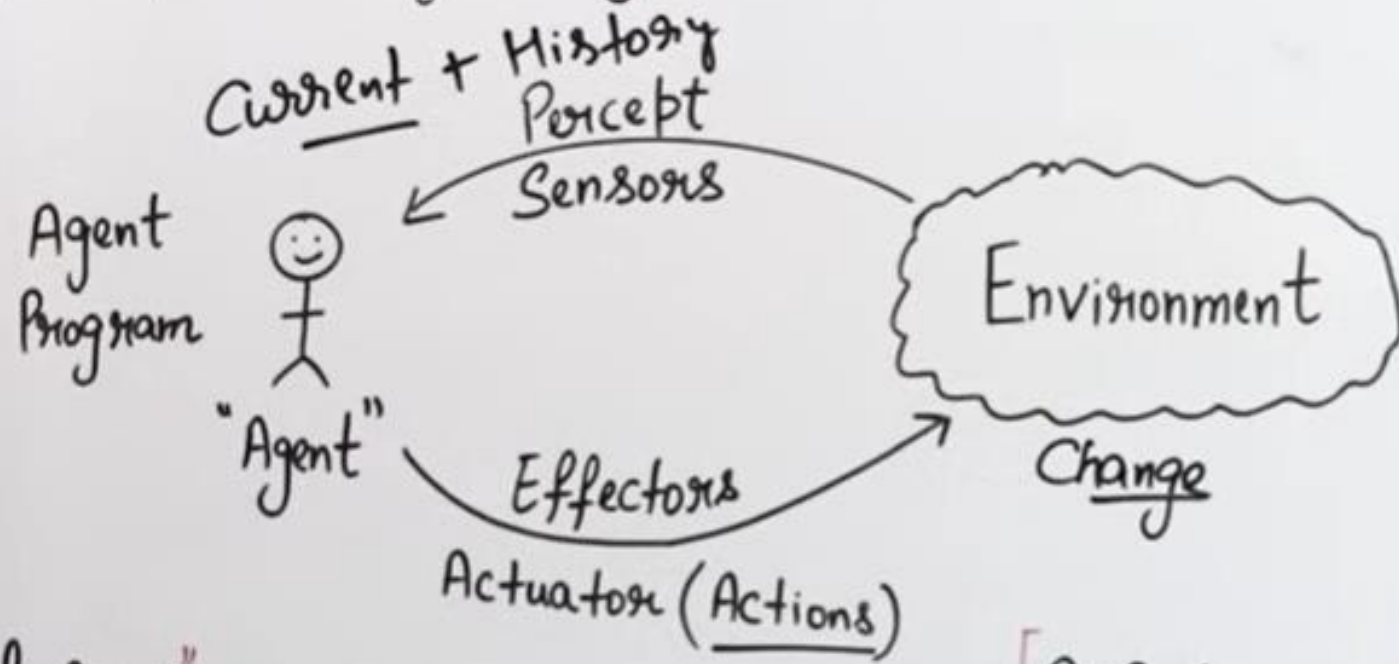 Current + History
Percept
Sensors
Agent
Program
"Agent"
Environment
Change
Effectors
Actuator (Actions)